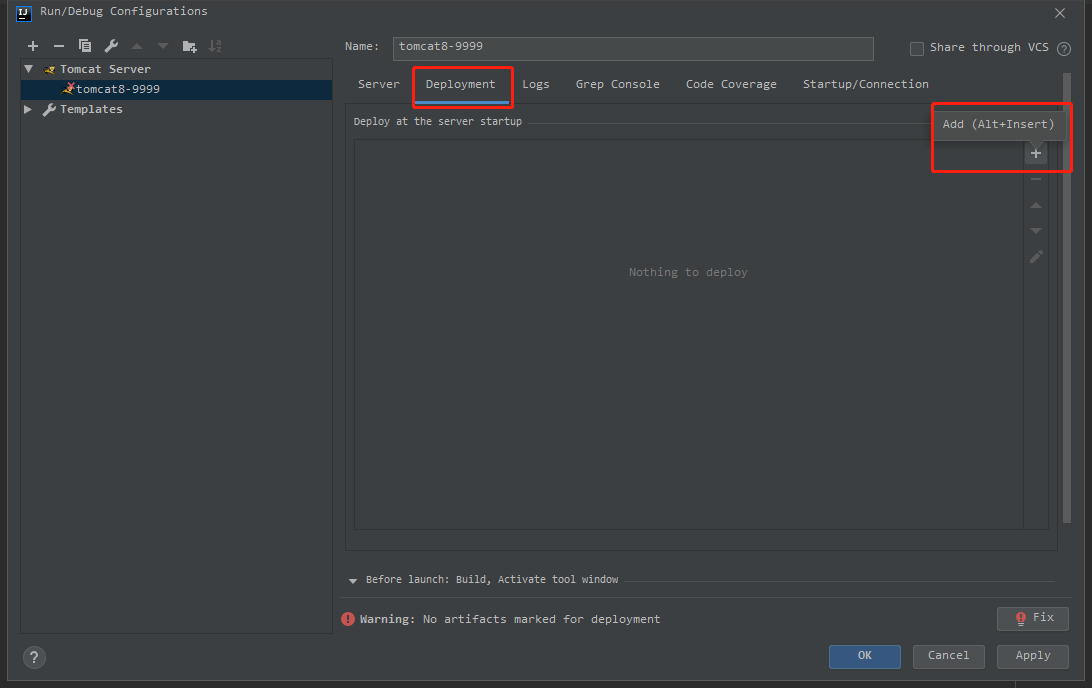 Run/Debug Configurations
Name: tomcat8-9999
Share through VCS ?
Tomcat Server
tomcat8-9999
Templates
Server Deployment Logs Grep Console Code Coverage Startup/Connection
Deploy at the server startup
Add (Alt+Insert)
Nothing to deploy
Before launch: Build, Activate tool window
Warning: No artifacts marked for deployment
Fix
? OK Cancel Apply